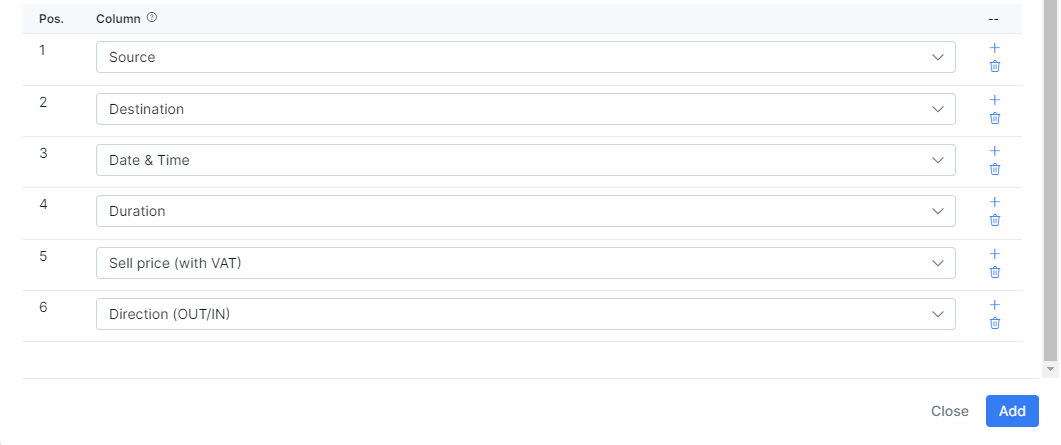 Pos. Column --
1 Source
2 Destination
3 Date & Time
4 Duration
5 Sell price (with VAT)
6 Direction (OUT/IN)
Close Add